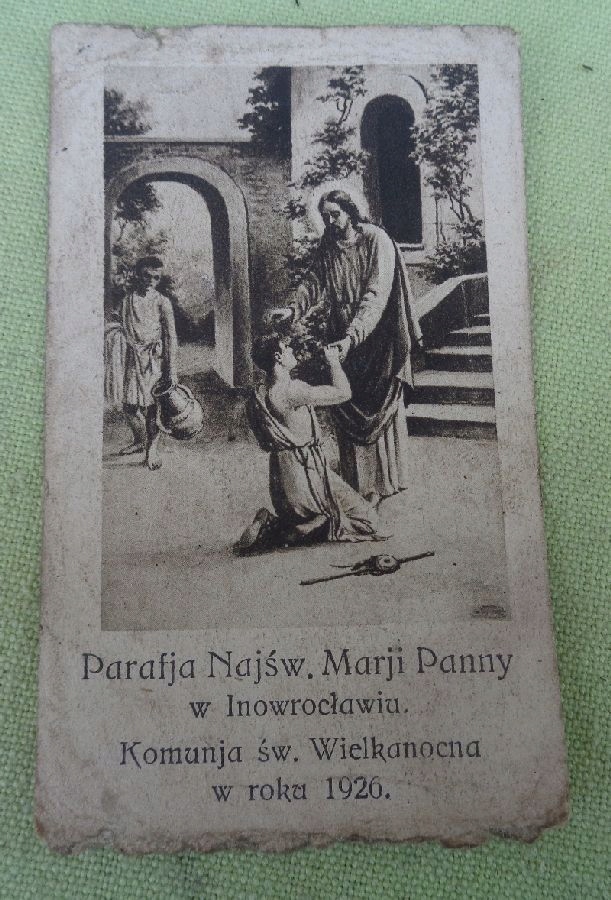 Parafja Najśw. Marji Panny
w Inowrocławiu.
Komunja św. Wielkanocna
w roku 1926.